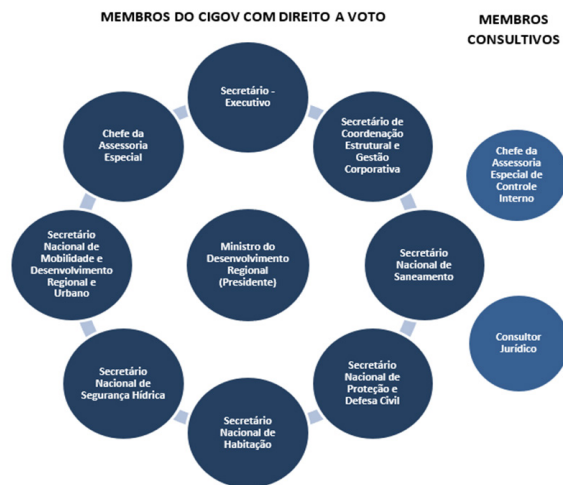 MEMBROS DO CIGOV COM DIREITO A VOTO
MEMBROS
CONSULTIVOS
Secretário -
Executivo
Secretário de
Coordenação
Estrutural e
Gestão
Corporativa
Secretário
Nacional de
Saneamento
Secretário
Nacional de
Proteção e
Defesa Civil
Secretário
Nacional de
Habitação
Secretário
Nacional de
Segurança Hídrica
Secretário
Nacional de
Mobilidade e
Desenvolvimento
Regional e
Urbano
Chefe da
Assessoria
Especial
Ministro do
Desenvolvimento
Regional
(Presidente)
Chefe da
Assessoria
Especial de
Controle
Interno
Consultor
Jurídico